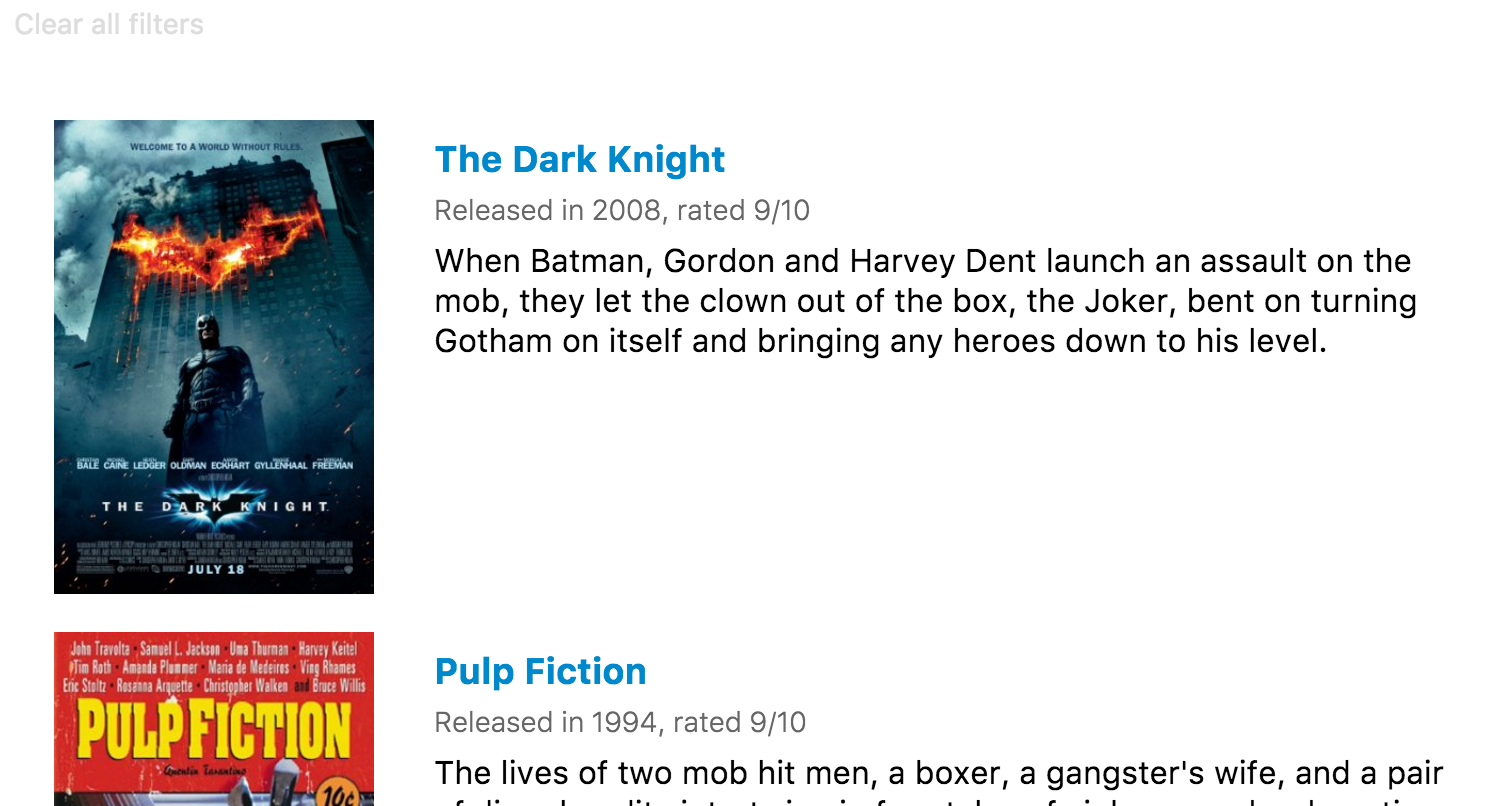 Clear all filters
WELCOME TO A WORLD WITHOUT RULES.
The Dark Knight
Released in 2008, rated 9/10
When Batman, Gordon and Harvey Dent launch an assault on the
mob, they let the clown out of the box, the Joker, bent on turning
Gotham on itself and bringing any heroes down to his level.
BALE CAINE LEDGER OLDMAN ECKHART GYLLENHAAL FREEMAN
THE DARK KNIGHT
JULY 18
John Travolta • Samuel L. Jackson • Uma Thurman • Harvey Keitel
Tim Roth • Amanda Plummer • Maria de Medeiros • Ving Rhames
Eric Stoltz • Rosanna Arquette • Christopher Walken and Bruce Willis
PULP FICTION
Quentin Tarantino
10¢
Pulp Fiction
Released in 1994, rated 9/10
The lives of two mob hit men, a boxer, a gangster's wife, and a pair